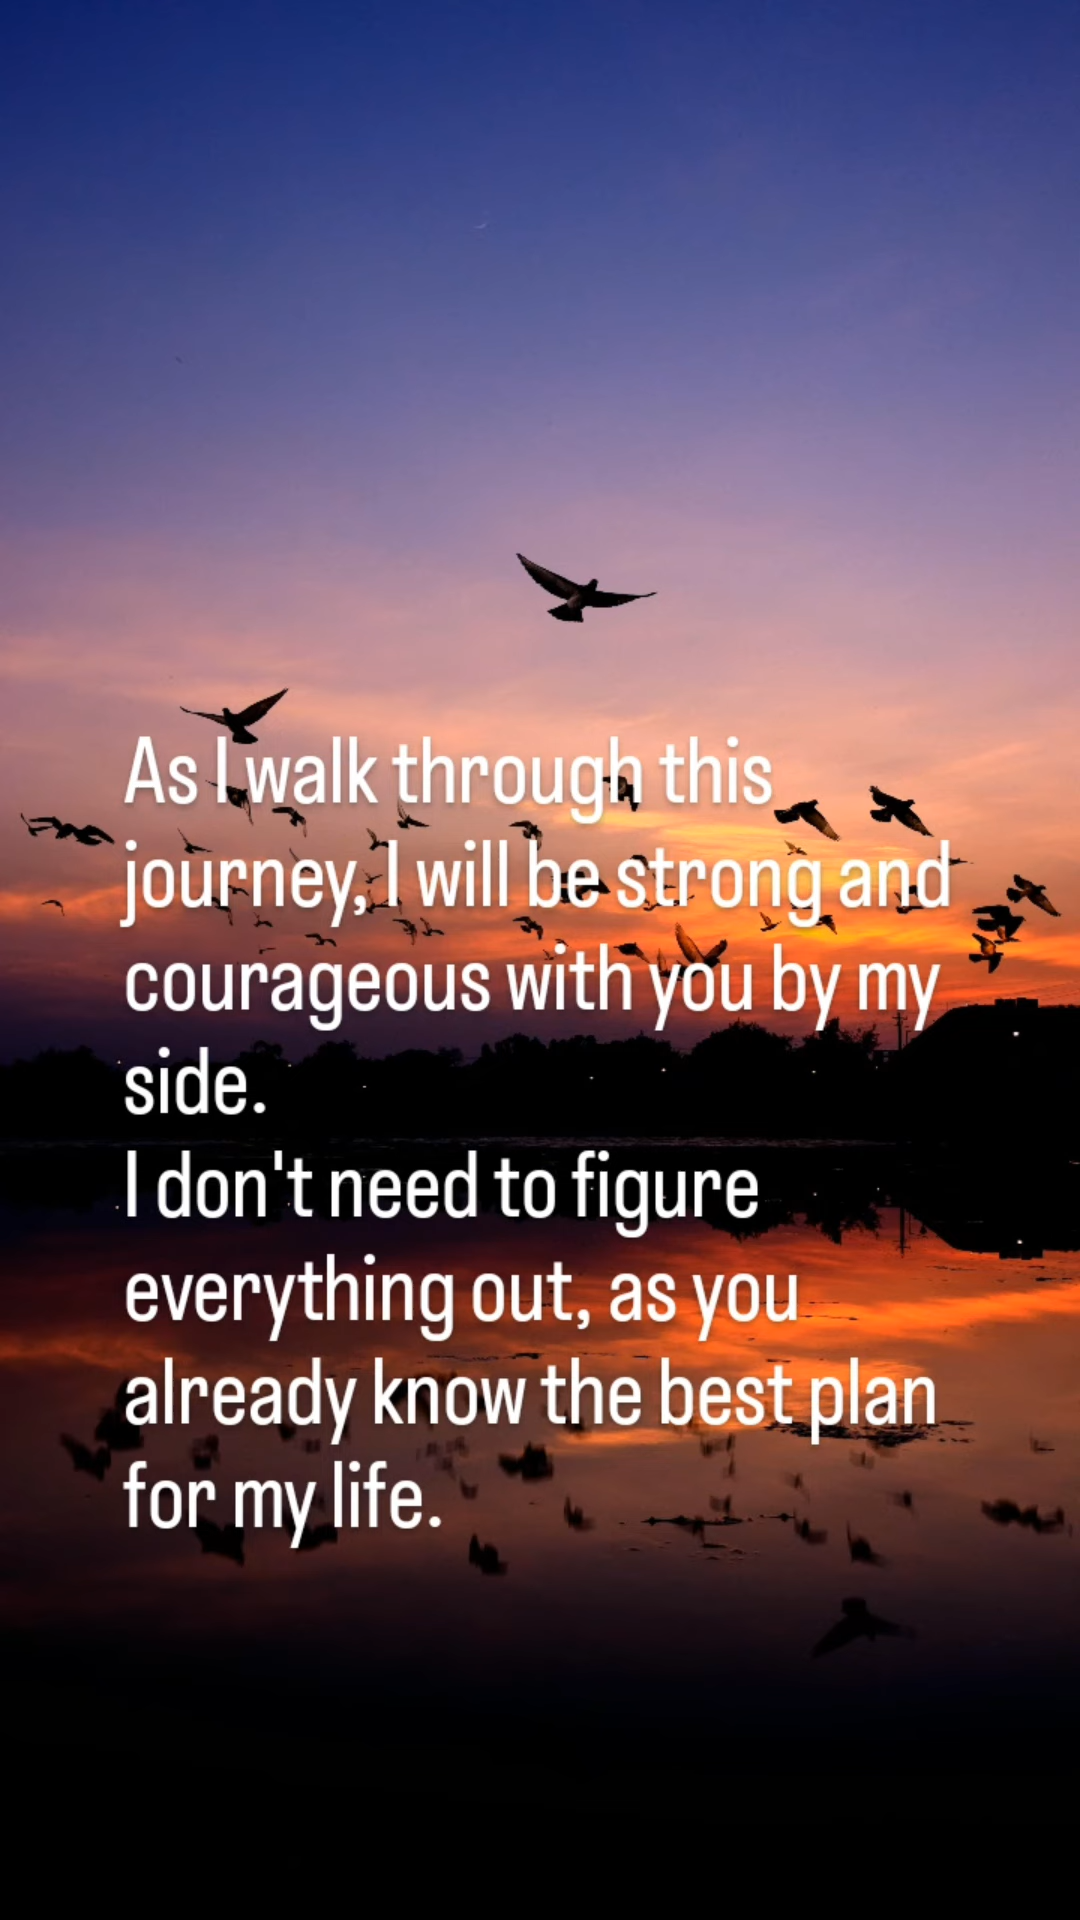 As I walk through this
journey, I will be strong and
courageous with you by my
side.
I don't need to figure
everything out, as you
already know the best plan
for my life.